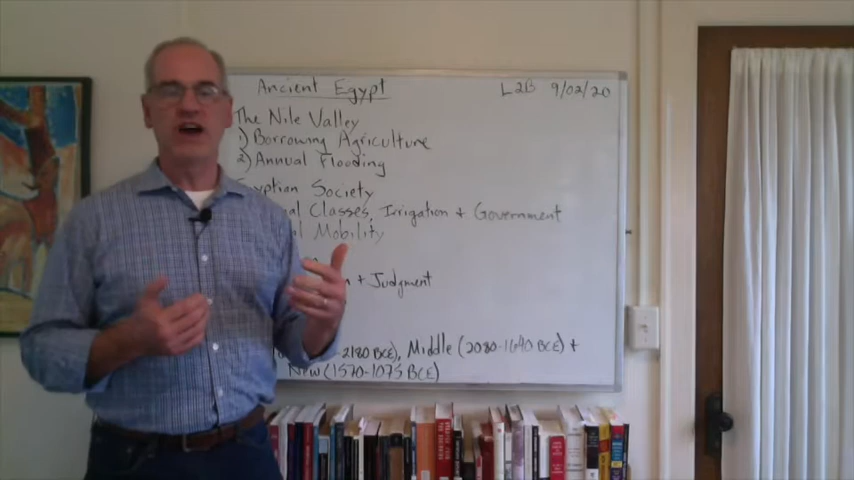 Ancient Egypt L2B 9/02/20
The Nile Valley
1) Borrowing Agriculture
2) Annual Flooding
Egyptian Society
Classes, Irrigation + Government
Mobility
+ Judgment
2180 BCE), Middle (2080-1640 BCE) +
New (1570-1075 BCE)